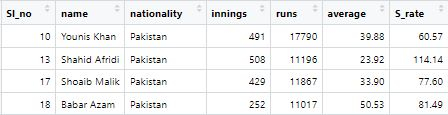 Sl_no name nationality innings runs average S_rate
10 Younis Khan Pakistan 491 17790 39.88 60.57
13 Shahid Afridi Pakistan 508 11196 23.92 114.14
17 Shoaib Malik Pakistan 429 11867 33.90 77.60
18 Babar Azam Pakistan 252 11017 50.53 81.49